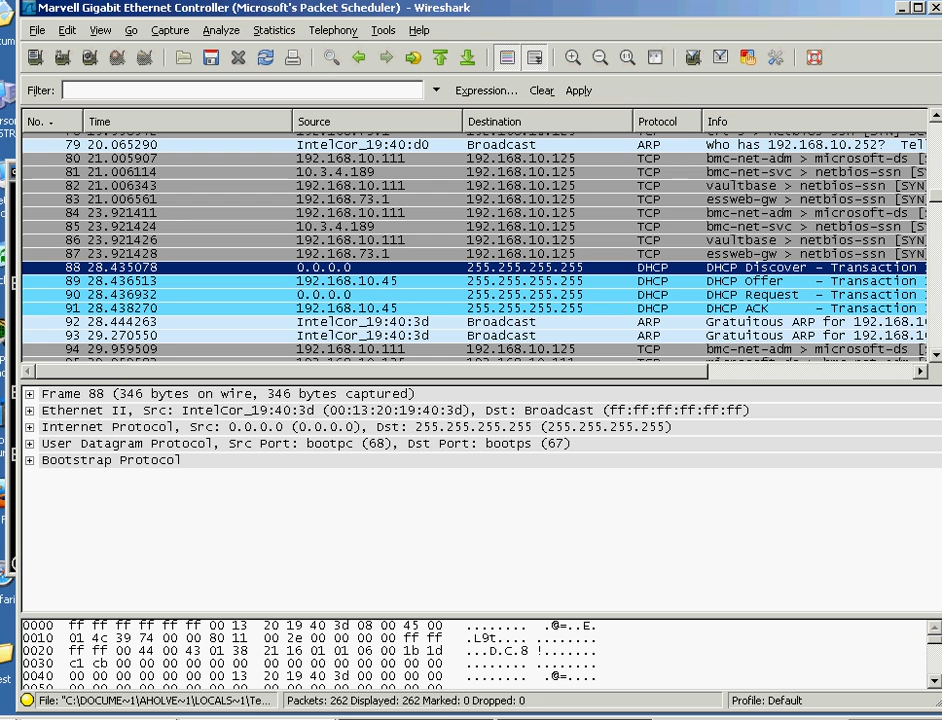 Marvell Gigabit Ethernet Controller (Microsoft's Packet Scheduler) - Wireshark
File Edit View Go Capture Analyze Statistics Telephony Tools Help
Filter: Expression... Clear Apply
No. . Time Source Destination Protocol Info
79 20.065290 IntelCor_19:40:d0 Broadcast ARP who has 192.168.10.252? Tel
80 21.005907 192.168.10.111 192.168.10.125 TCP bmc-net-adm > microsoft-ds [
81 21.006114 10.3.4.189 192.168.10.125 TCP bmc-net-svc > netbios-ssn [S
82 21.006343 192.168.10.111 192.168.10.125 TCP vaultbase > netbios-ssn [SYN
83 21.006561 192.168.73.1 192.168.10.125 TCP essweb-gw > netbios-ssn [SYN
84 23.921411 192.168.10.111 192.168.10.125 TCP bmc-net-adm > microsoft-ds [
85 23.921424 10.3.4.189 192.168.10.125 TCP bmc-net-svc > netbios-ssn [S
86 23.921426 192.168.10.111 192.168.10.125 TCP vaultbase > netbios-ssn [SYN
87 23.921428 192.168.73.1 192.168.10.125 TCP essweb-gw > netbios-ssn [SYN
88 28.435078 0.0.0.0 255.255.255.255 DHCP DHCP Discover - Transaction
89 28.436513 192.168.10.45 255.255.255.255 DHCP DHCP Offer - Transaction
90 28.436932 0.0.0.0 255.255.255.255 DHCP DHCP Request - Transaction
91 28.438270 192.168.10.45 255.255.255.255 DHCP DHCP ACK - Transaction
92 28.444263 IntelCor_19:40:3d Broadcast ARP Gratuitous ARP for 192.168.1
93 29.270550 IntelCor_19:40:3d Broadcast ARP Gratuitous ARP for 192.168.1
94 29.959509 192.168.10.111 192.168.10.125 TCP bmc-net-adm > microsoft-ds [
Frame 88 (346 bytes on wire, 346 bytes captured)
Ethernet II, Src: IntelCor_19:40:3d (00:13:20:19:40:3d), Dst: Broadcast (ff:ff:ff:ff:ff:ff)
Internet Protocol, Src: 0.0.0.0 (0.0.0.0), Dst: 255.255.255.255 (255.255.255.255)
User Datagram Protocol, Src Port: bootpc (68), Dst Port: bootps (67)
Bootstrap Protocol
0000 ff ff ff ff ff ff 00 13 20 19 40 3d 08 00 45 00 ........ .@=..E.
0010 01 4c 39 74 00 00 80 11 00 2e 00 00 00 00 ff ff .L9t.... ........
0020 ff ff 00 44 00 43 01 38 21 16 01 01 06 00 1b 1d ...D.C.8 !.......
0030 c1 cb 00 00 00 00 00 00 00 00 00 00 00 00 00 00 ........ ........
0040 00 00 00 00 00 00 00 13 20 19 40 3d 00 00 00 00 ........ .@=....
File: "C:\DOCUME~1\AHOLVE~1\LOCALS~1\Te... Packets: 262 Displayed: 262 Marked: 0 Dropped: 0 Profile: Default